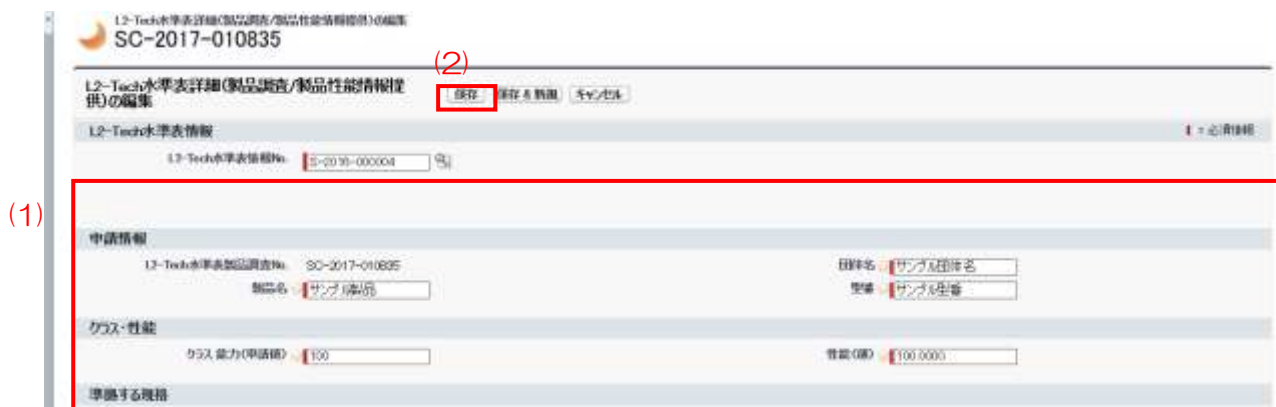 L2-Tech水準表詳細(製品調査/製品性能情報提供)の編集
SC-2017-010835
(2)
L2-Tech水準表詳細(製品調査/製品性能情報提
供)の編集
保存 保存 & 新規 キャンセル
L2-Tech水準表情報 = 必須情報
L2-Tech水準表情報No. S-2016-000004
(1)
申請情報
L2-Tech水準表製品調査No. SC-2017-010835 団体名 サンプル団体名
製品名 サンプル製品 型番 サンプル型番
クラス・性能
クラス 能力(申請値) 100 性能(値) 100.0000
準拠する規格